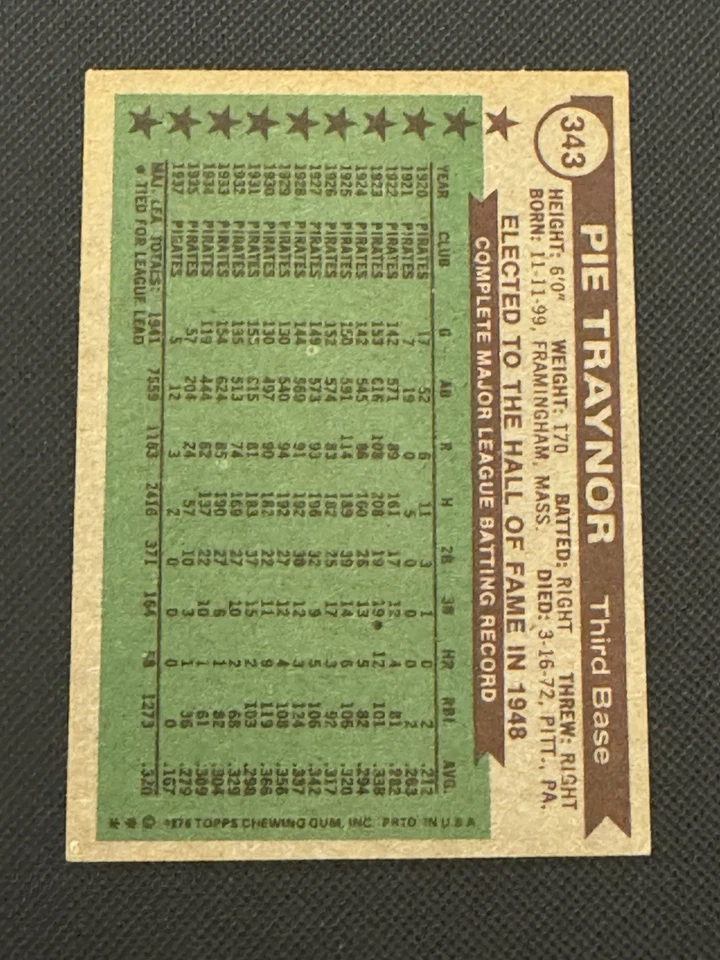 343
PIE TRAYNOR Third Base
HEIGHT: 6'0" WEIGHT: 170 BATTED: RIGHT THREW: RIGHT
BORN: 11-11-99, FRAMINGHAM, MASS. DIED: 3-16-72, PITT., PA.
ELECTED TO THE HALL OF FAME IN 1948
COMPLETE MAJOR LEAGUE BATTING RECORD
YEAR CLUB G AB R H 2B 3B HR RBI AVG.
1920 PIRATES 17 52 6 11 3 1 0 2 .212
1921 PIRATES 7 19 0 5 0 0 0 2 .263
1922 PIRATES 142 571 89 161 17 12 4 81 .282
1923 PIRATES 153 616 108 208 19 19* 12 101 .338
1924 PIRATES 142 545 86 160 26 13 5 82 .294
1925 PIRATES 150 591 114 189 39 14 6 106 .320
1926 PIRATES 152 574 83 182 25 17 3 92 .317
1927 PIRATES 149 573 93 196 32 9 5 106 .342
1928 PIRATES 144 569 91 192 38 12 3 124 .337
1929 PIRATES 130 540 94 192 27 12 4 108 .356
1930 PIRATES 130 497 90 182 22 11 9 119 .366
1931 PIRATES 155 615 81 183 37 15 2 103 .298
1932 PIRATES 135 513 74 169 27 10 2 68 .329
1933 PIRATES 154 624 85 190 27 6 1 82 .304
1934 PIRATES 119 444 62 137 22 10 1 61 .309
1935 PIRATES 57 204 24 57 10 3 1 36 .279
1937 PIRATES 5 12 3 2 0 0 0 0 .167
MAJ. LEA. TOTALS: 1941 7559 1183 2416 371 164 58 1273 .320
* TIED FOR LEAGUE LEAD
* * © 1976 TOPPS CHEWING GUM, INC. PRTD. IN U.S.A.